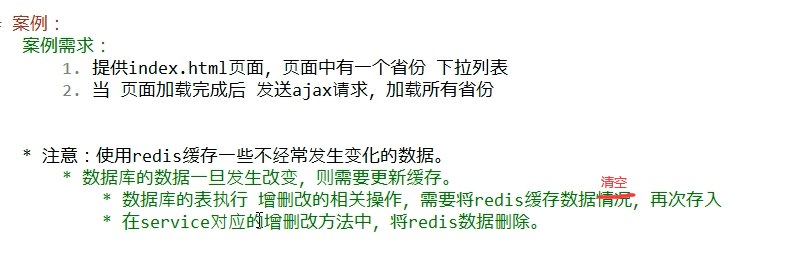 案例：
案例需求：
1. 提供index.html页面，页面中有一个省份 下拉列表
2. 当 页面加载完成后 发送ajax请求，加载所有省份
* 注意：使用redis缓存一些不经常发生变化的数据。
* 数据库的数据一旦发生改变，则需要更新缓存。
清空
* 数据库的表执行 增删改的相关操作，需要将redis缓存数据情况，再次存入
* 在service对应的增删改方法中，将redis数据删除。